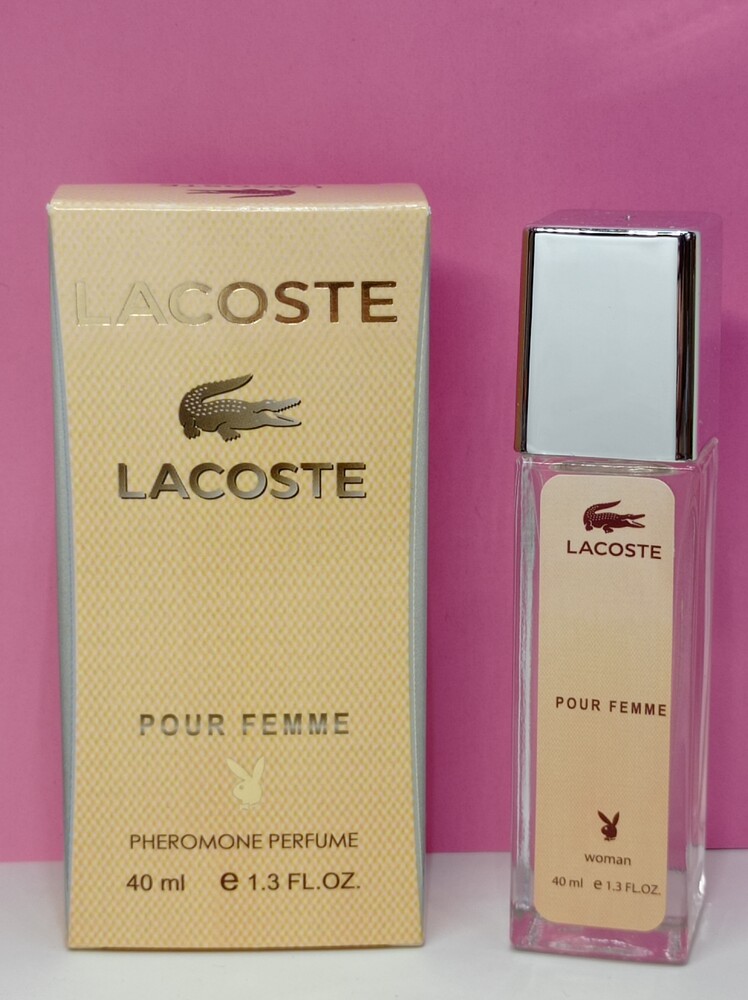 LACOSTE
LACOSTE
POUR FEMME
PHEROMONE PERFUME
40 ml e 1.3 FL.OZ.
LACOSTE
POUR FEMME
woman
40 ml e 1.3 FL.OZ.